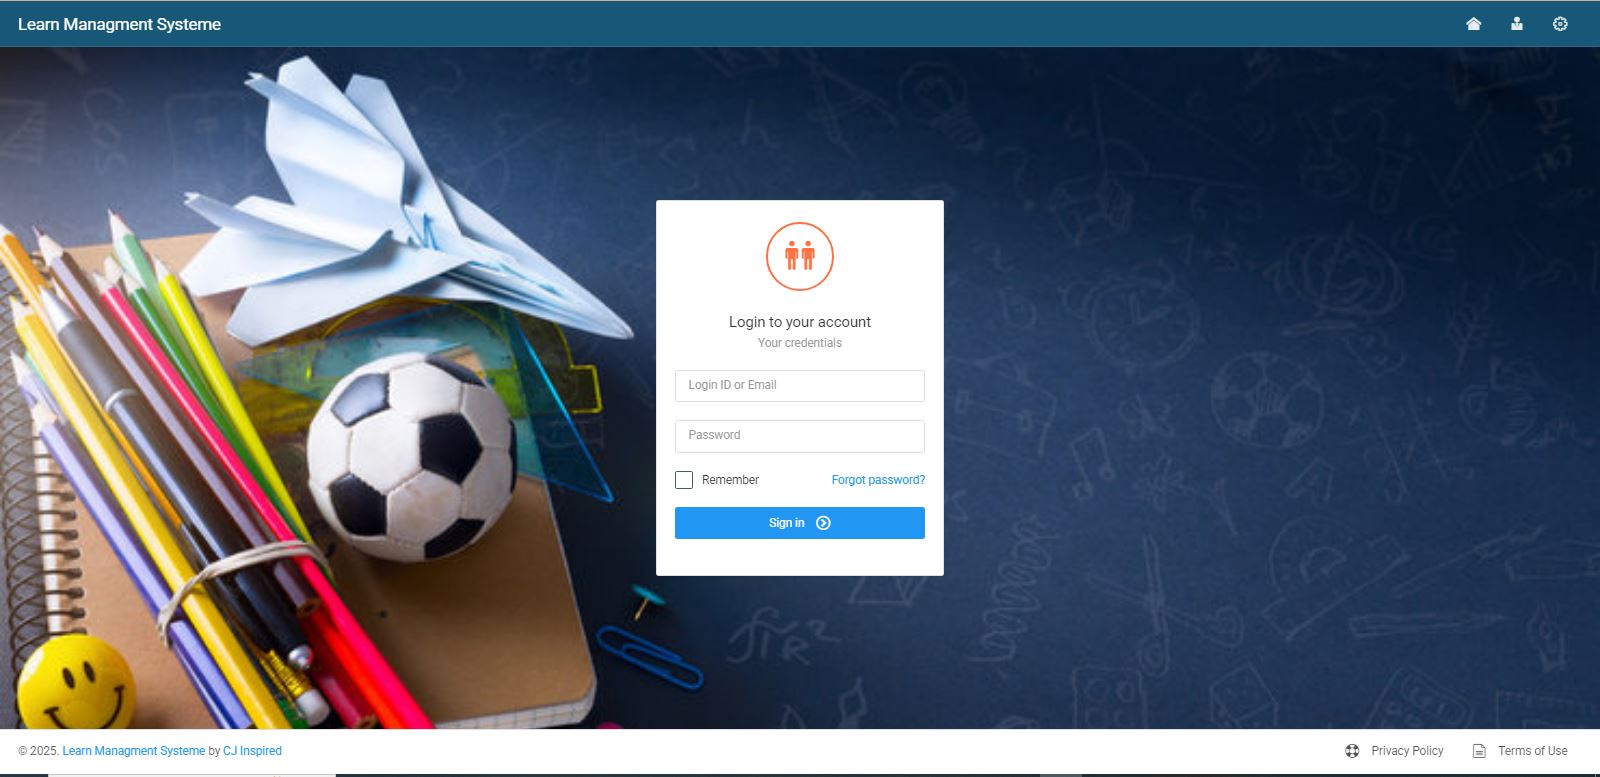 Learn Managment Systeme
Login to your account
Your credentials
Login ID or Email
Password
Remember Forgot password?
Sign in
© 2025. Learn Managment Systeme by CJ Inspired Privacy Policy Terms of Use